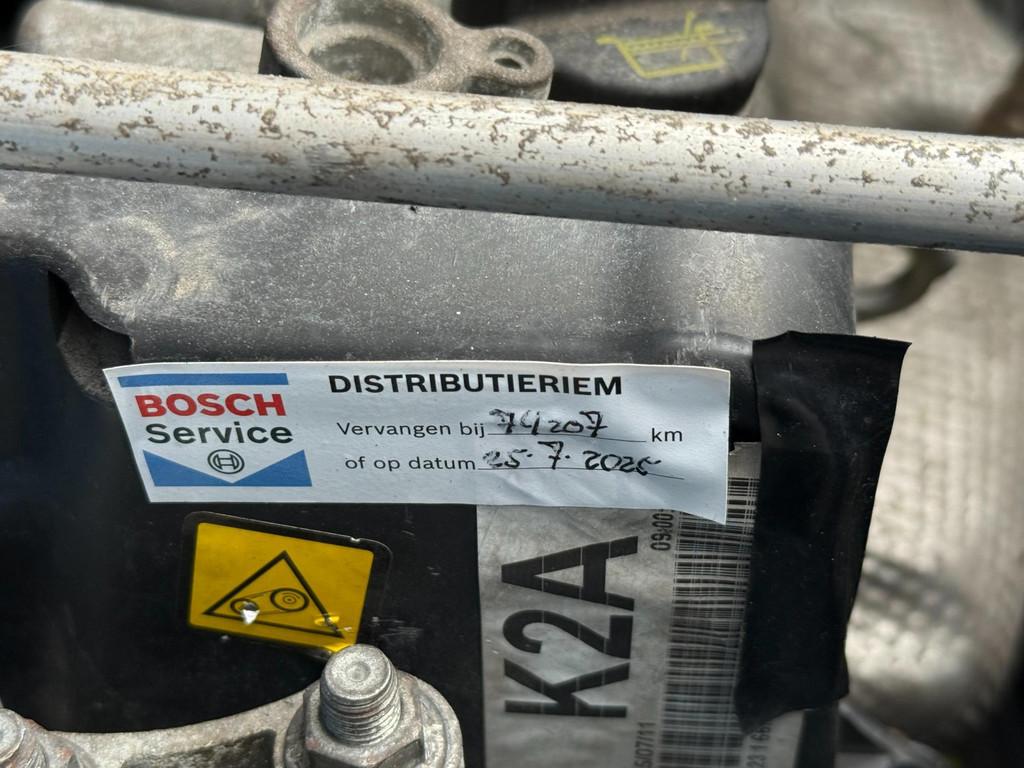 DISTRIBUTIERIEM
BOSCH
Service
Vervangen bij 74207 km
of op datum 25.7.2025
K2A